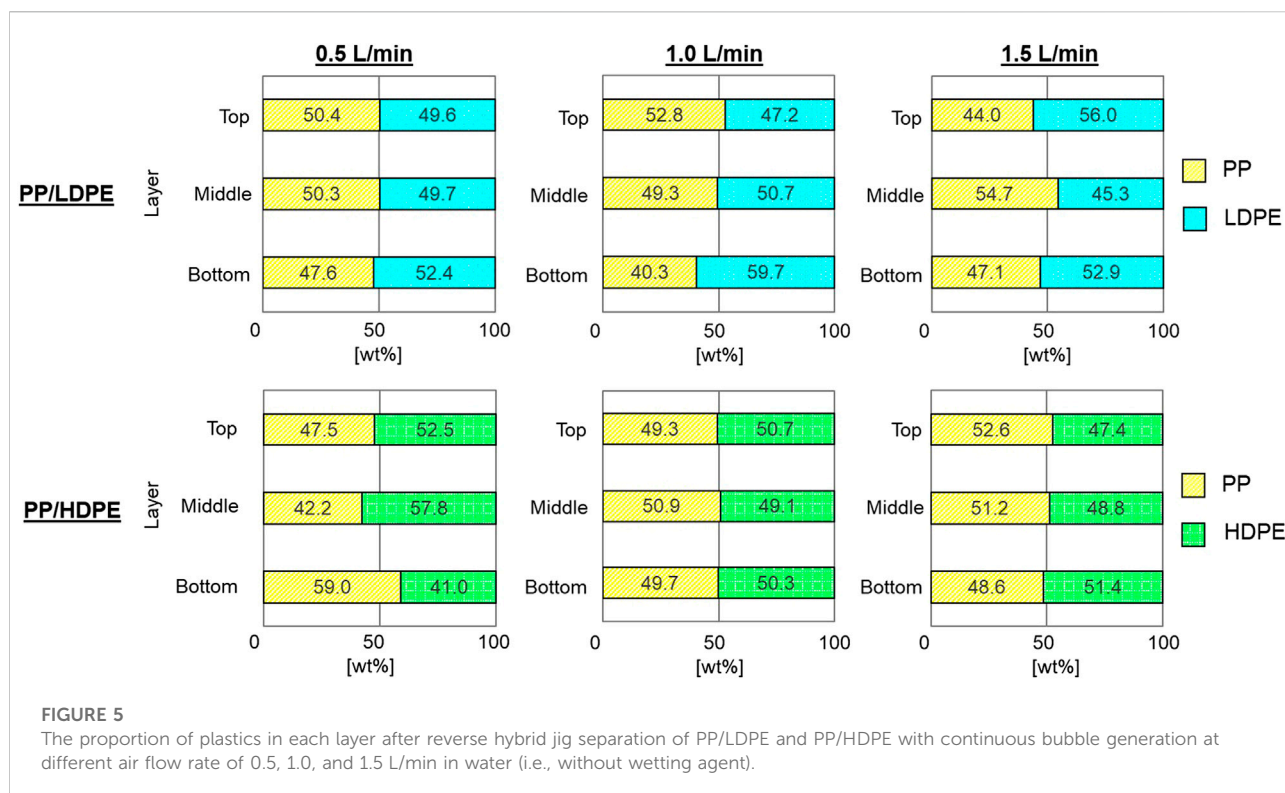 0.5 L/min 1.0 L/min 1.5 L/min
PP/LDPE
Layer
Top 50.4 49.6
Middle 50.3 49.7
Bottom 47.6 52.4
0 50 100
[wt%]
Top 52.8 47.2
Middle 49.3 50.7
Bottom 40.3 59.7
0 50 100
[wt%]
Top 44.0 56.0
Middle 54.7 45.3
Bottom 47.1 52.9
0 50 100
[wt%]
PP
LDPE
PP/HDPE
Layer
Top 47.5 52.5
Middle 42.2 57.8
Bottom 59.0 41.0
0 50 100
[wt%]
Top 49.3 50.7
Middle 50.9 49.1
Bottom 49.7 50.3
0 50 100
[wt%]
Top 52.6 47.4
Middle 51.2 48.8
Bottom 48.6 51.4
0 50 100
[wt%]
PP
HDPE
FIGURE 5
The proportion of plastics in each layer after reverse hybrid jig separation of PP/LDPE and PP/HDPE with continuous bubble generation at
different air flow rate of 0.5, 1.0, and 1.5 L/min in water (i.e., without wetting agent).